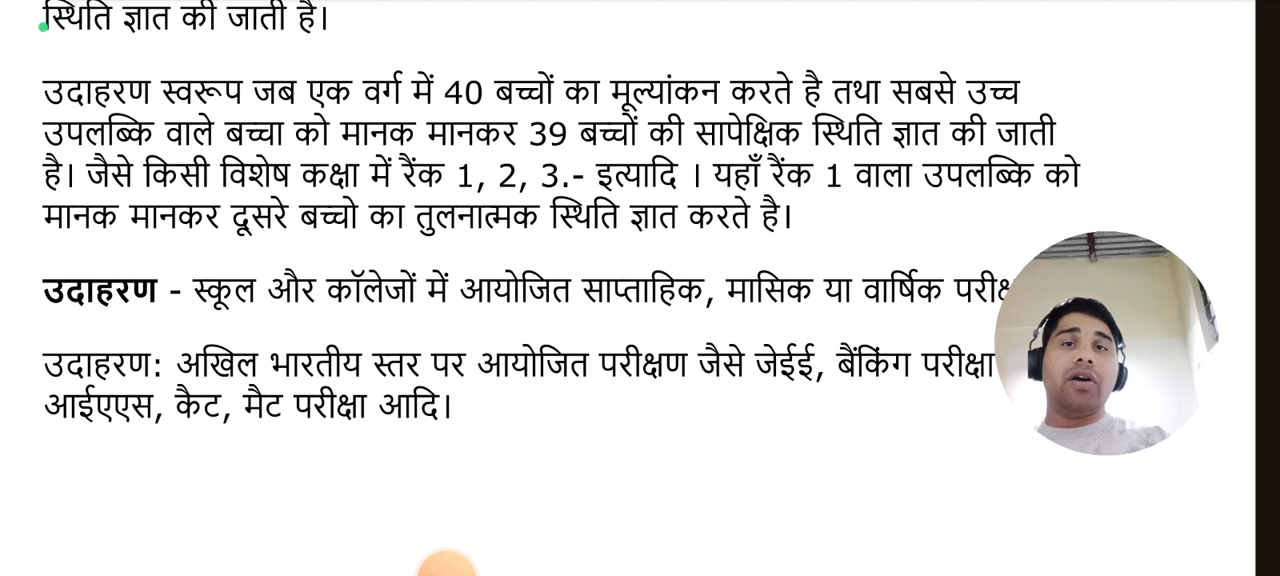 स्थिति ज्ञात की जाती है।
उदाहरण स्वरूप जब एक वर्ग में 40 बच्चों का मूल्यांकन करते है तथा सबसे उच्च
उपलब्कि वाले बच्चा को मानक मानकर 39 बच्चों की सापेक्षिक स्थिति ज्ञात की जाती
है। जैसे किसी विशेष कक्षा में रैंक 1, 2, 3.- इत्यादि । यहाँ रैंक 1 वाला उपलब्कि को
मानक मानकर दूसरे बच्चो का तुलनात्मक स्थिति ज्ञात करते है।
उदाहरण - स्कूल और कॉलेजों में आयोजित साप्ताहिक, मासिक या वार्षिक
उदाहरण: अखिल भारतीय स्तर पर आयोजित परीक्षण जैसे जेईई, बैंकिंग परीक्षा
आईएएस, कैट, मैट परीक्षा आदि।